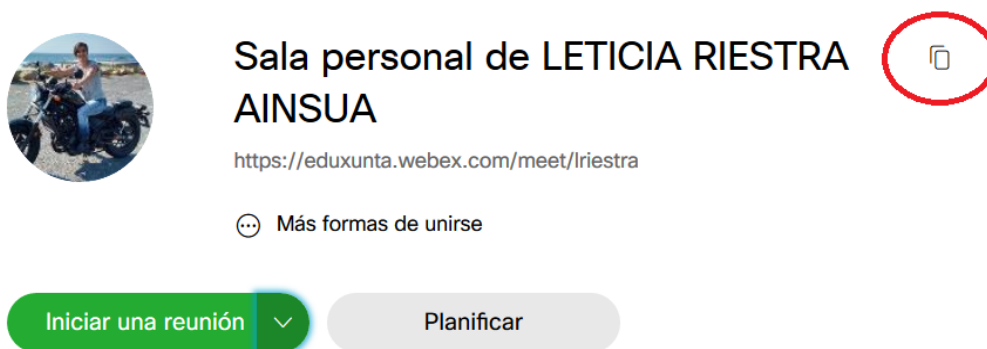 Sala personal de LETICIA RIESTRA
AINSUA
https://eduxunta.webex.com/meet/lriestra
Más formas de unirse
Iniciar una reunión
Planificar